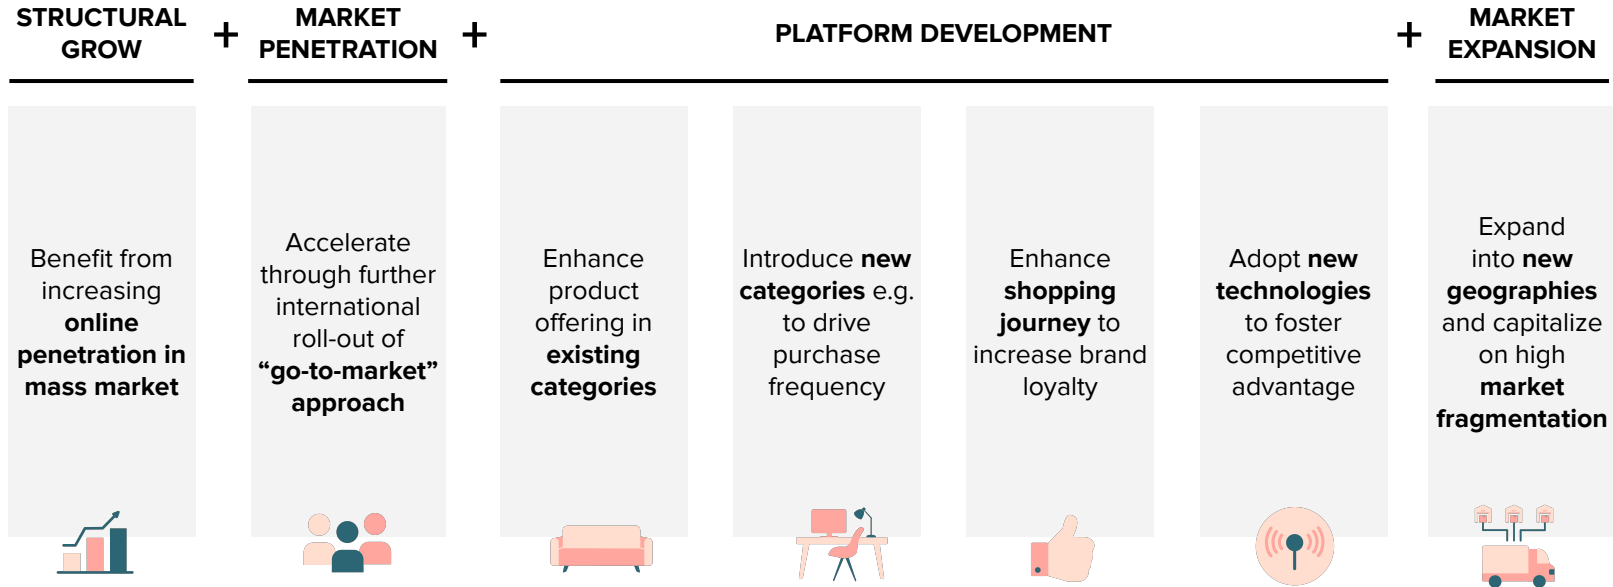 STRUCTURAL
GROW
+
MARKET
PENETRATION
+
PLATFORM DEVELOPMENT
+
MARKET
EXPANSION
Benefit from
increasing
online
penetration in
mass market
Accelerate
through further
international
roll-out of
“go-to-market”
approach
Enhance
product
offering in
existing
categories
Introduce new
categories e.g.
to drive
purchase
frequency
Enhance
shopping
journey to
increase brand
loyalty
Adopt new
technologies
to foster
competitive
advantage
Expand
into new
geographies
and capitalize
on high
market
fragmentation